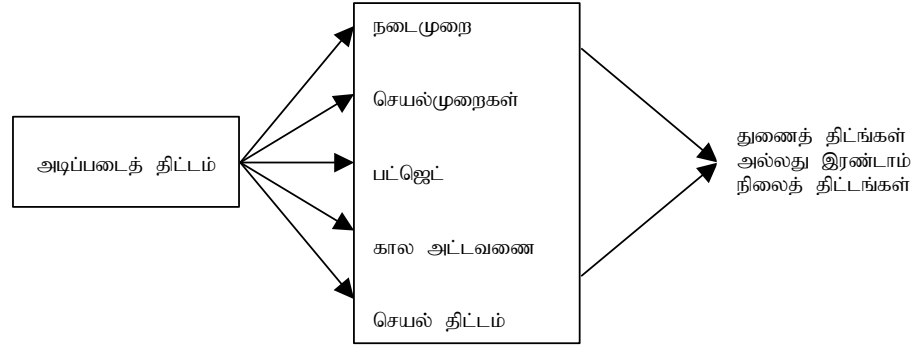 அடிப்படைத் திட்டம்
நடைமுறை
செயல்முறைகள்
பட்ஜெட்
கால அட்டவணை
செயல் திட்டம்
துணைத் திட்ங்கள்
அல்லது இரண்டாம்
நிலைத் திட்டங்கள்